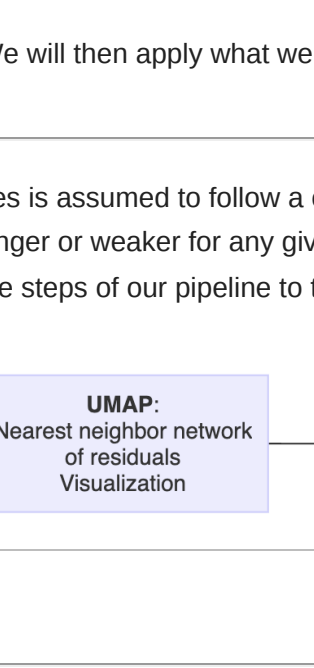 We will then apply what we
es is assumed to follow a
nger or weaker for any giv
e steps of our pipeline to
UMAP:
Nearest neighbor network
of residuals
Visualization